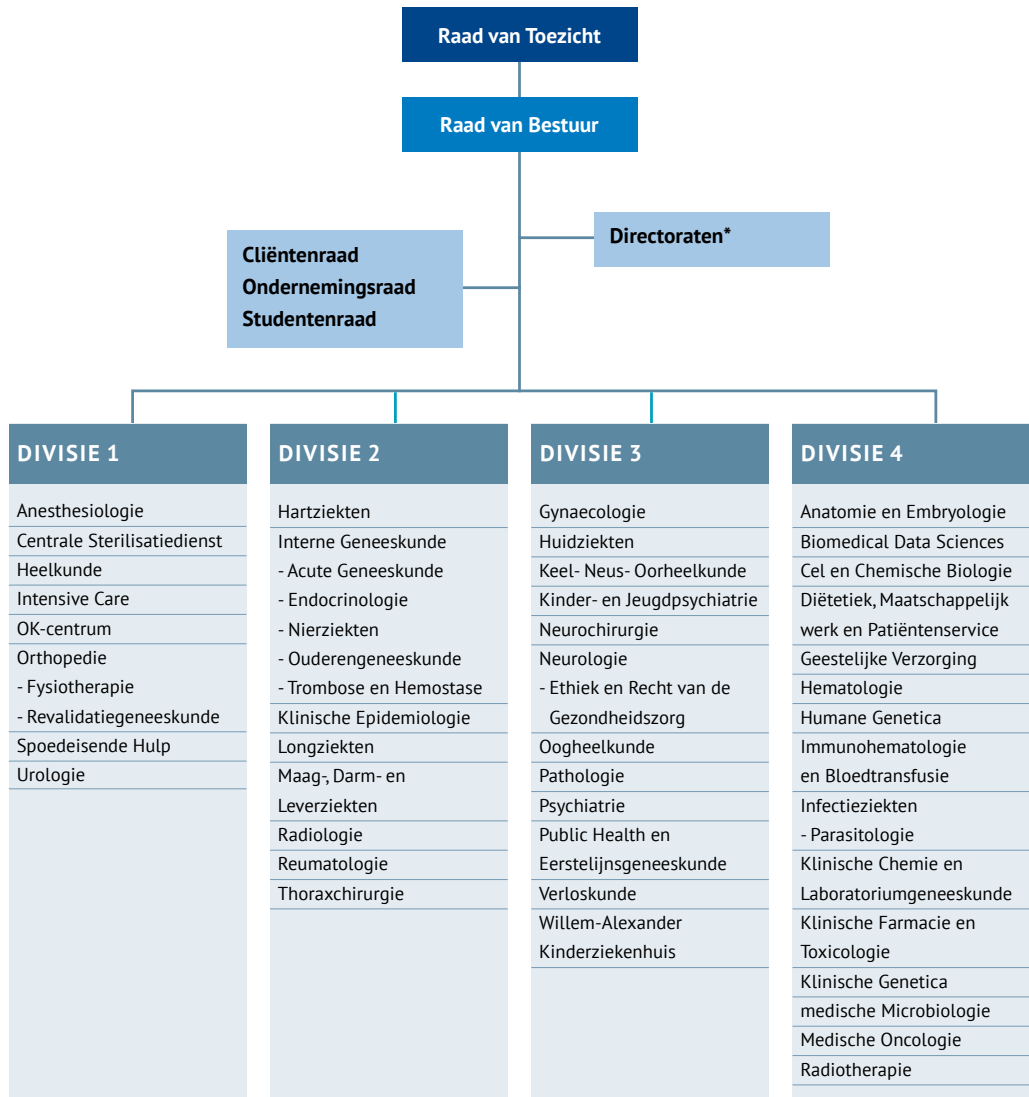 Raad van Toezicht
Raad van Bestuur
Directoraten*
Cliëntenraad
Ondernemingsraad
Studentenraad
DIVISIE 1
Anesthesiologie
Centrale Sterilisatiedienst
Heelkunde
Intensive Care
OK-centrum
Orthopedie
- Fysiotherapie
- Revalidatiegeneeskunde
Spoedeisende Hulp
Urologie
DIVISIE 2
Hartziekten
Interne Geneeskunde
- Acute Geneeskunde
- Endocrinologie
- Nierziekten
- Ouderengeneeskunde
- Trombose en Hemostase
Klinische Epidemiologie
Longziekten
Maag-, Darm- en
Leverziekten
Radiologie
Reumatologie
Thoraxchirurgie
DIVISIE 3
Gynaecologie
Huidziekten
Keel- Neus- Oorheelkunde
Kinder- en Jeugdpsychiatrie
Neurochirurgie
Neurologie
- Ethiek en Recht van de
Gezondheidszorg
Oogheelkunde
Pathologie
Psychiatrie
Public Health en
Eerstelijnsgeneeskunde
Verloskunde
Willem-Alexander
Kinderziekenhuis
DIVISIE 4
Anatomie en Embryologie
Biomedical Data Sciences
Cel en Chemische Biologie
Diëtetiek, Maatschappelijk
werk en Patiëntenservice
Geestelijke Verzorging
Hematologie
Humane Genetica
Immunohematologie
en Bloedtransfusie
Infectieziekten
- Parasitologie
Klinische Chemie en
Laboratoriumgeneeskunde
Klinische Farmacie en
Toxicologie
Klinische Genetica
medische Microbiologie
Medische Oncologie
Radiotherapie